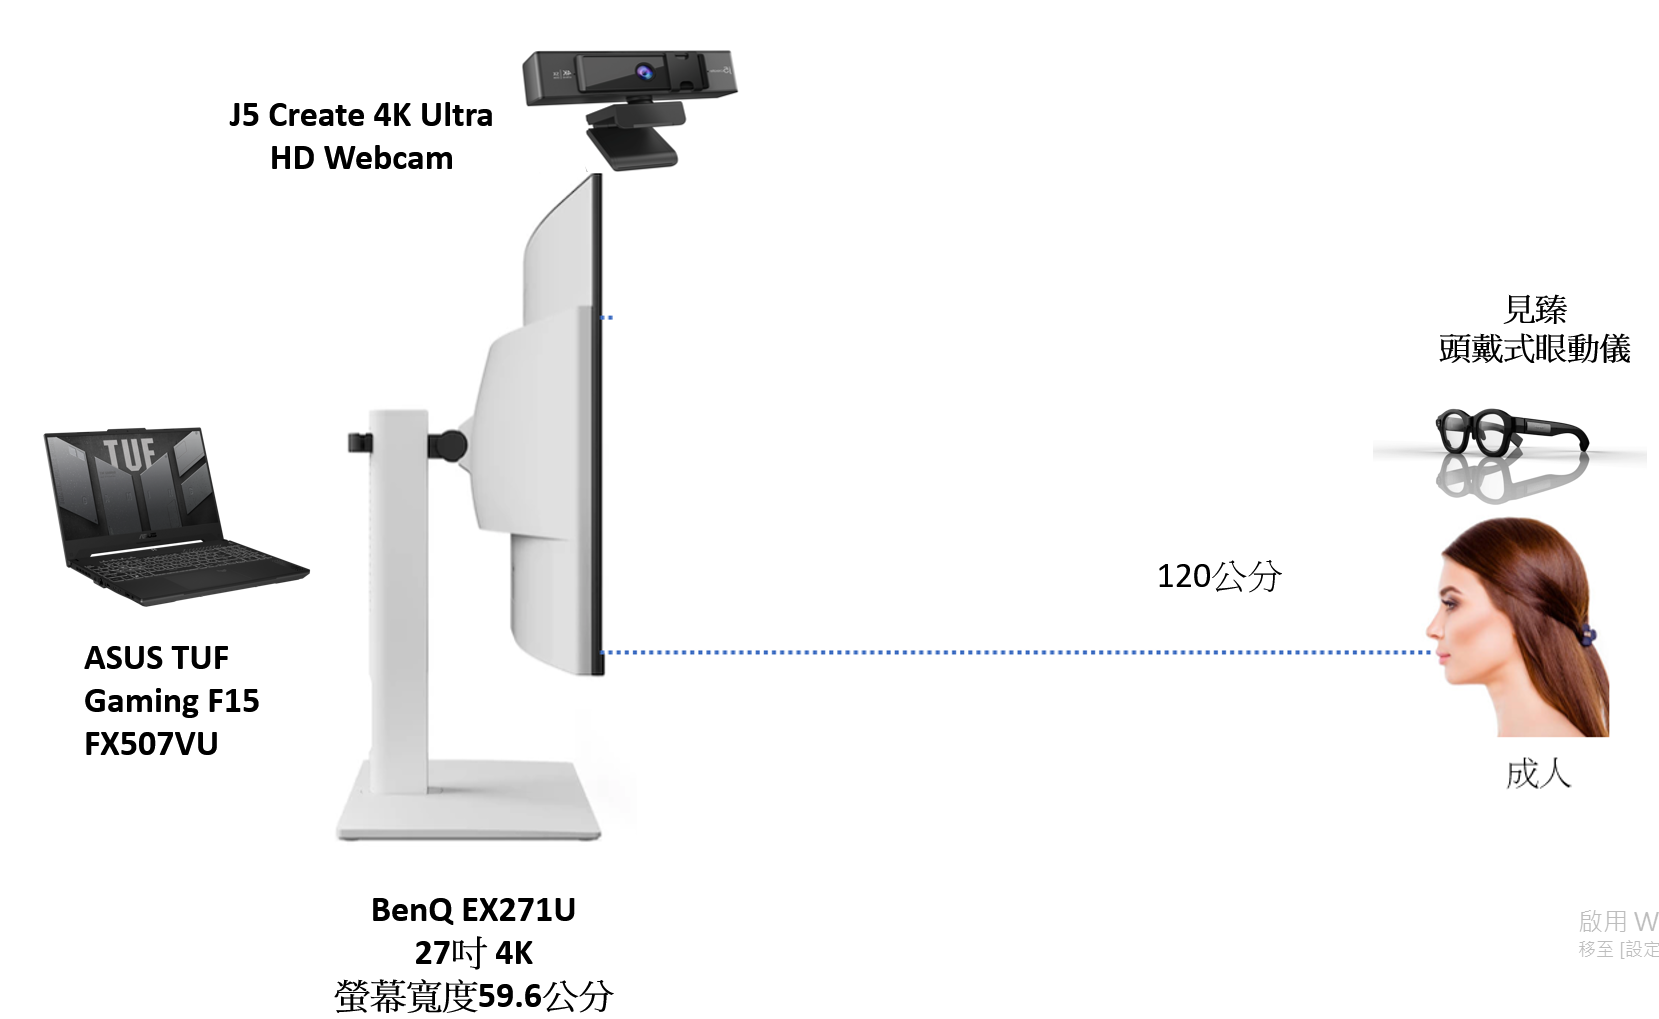 J5 Create 4K Ultra
HD Webcam
見臻
頭戴式眼動儀
TUF
120公分
ASUS TUF
Gaming F15
FX507VU
成人
BenQ EX271U
27吋 4K
螢幕寬度59.6公分
啟用 W
移至 [設定